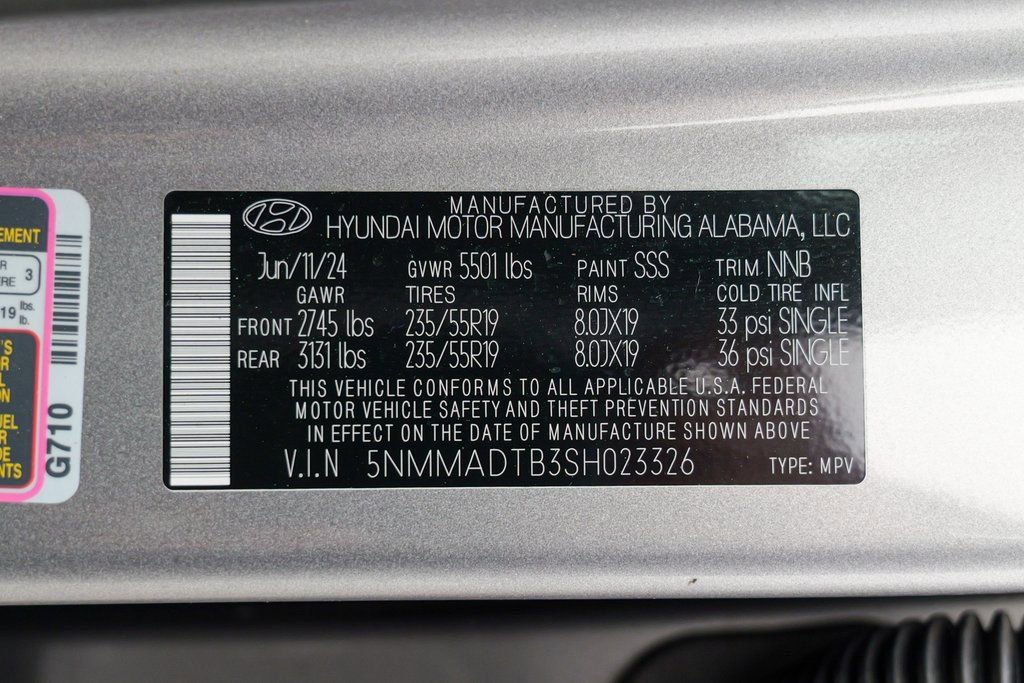 MANUFACTURED BY
HYUNDAI MOTOR MANUFACTURING ALABAMA, LLC
Jun/11/24 GVWR 5501 lbs PAINT SSS TRIM NNB
GAWR TIRES RIMS COLD TIRE INFL
FRONT 2745 lbs 235/55R19 8.0JX19 33 psi SINGLE
REAR 3131 lbs 235/55R19 8.0JX19 36 psi SINGLE
THIS VEHICLE CONFORMS TO ALL APPLICABLE U.S.A. FEDERAL
MOTOR VEHICLE SAFETY AND THEFT PREVENTION STANDARDS
IN EFFECT ON THE DATE OF MANUFACTURE SHOWN ABOVE
V.I.N 5NMMADTB3SH023326 TYPE: MPV
3
19 lbs.
G710